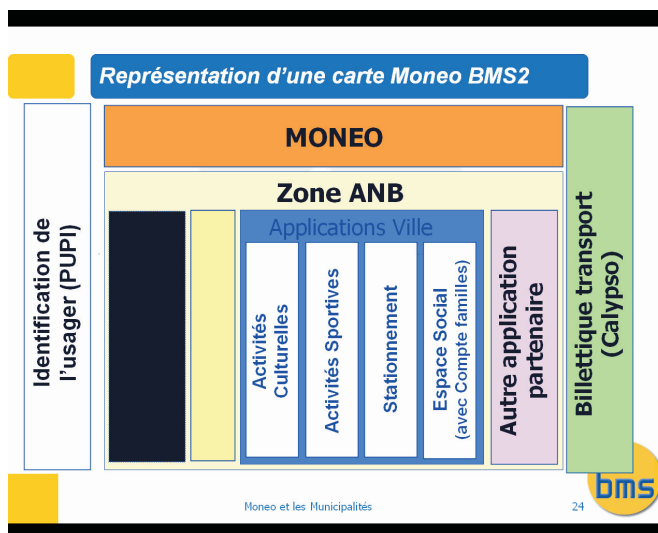 Représentation d'une carte Moneo BMS2
Identification de
l'usager (PUPI)
MONEO
Zone ANB
Applications Ville
Activités
Culturelles
Activités Sportives
Stationnement
Espace Social
(avec Compte familles)
Autre application
partenaire
Billettique transport
(Calypso)
bms
Moneo et les Municipalités
24